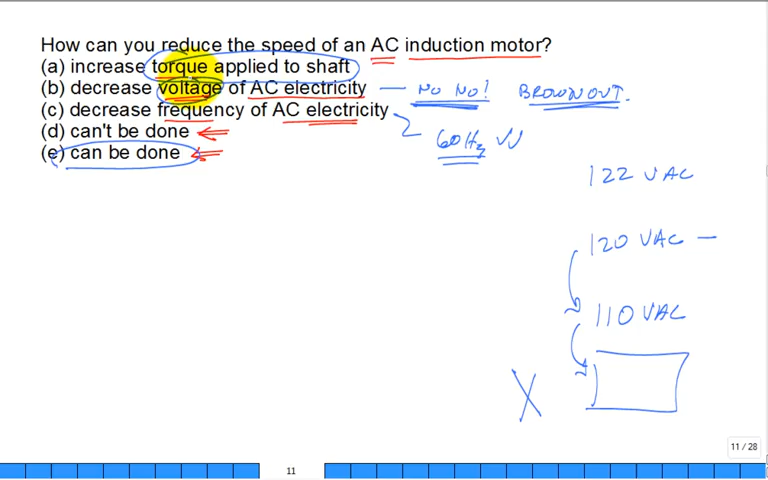 How can you reduce the speed of an AC induction motor?
(a) increase torque applied to shaft
(b) decrease voltage of AC electricity — NO NO! BROWNOUT.
(c) decrease frequency of AC electricity
60Hz
(d) can't be done
(e) can be done
122 VAC
120 VAC —
110 VAC
X
11 / 28
11